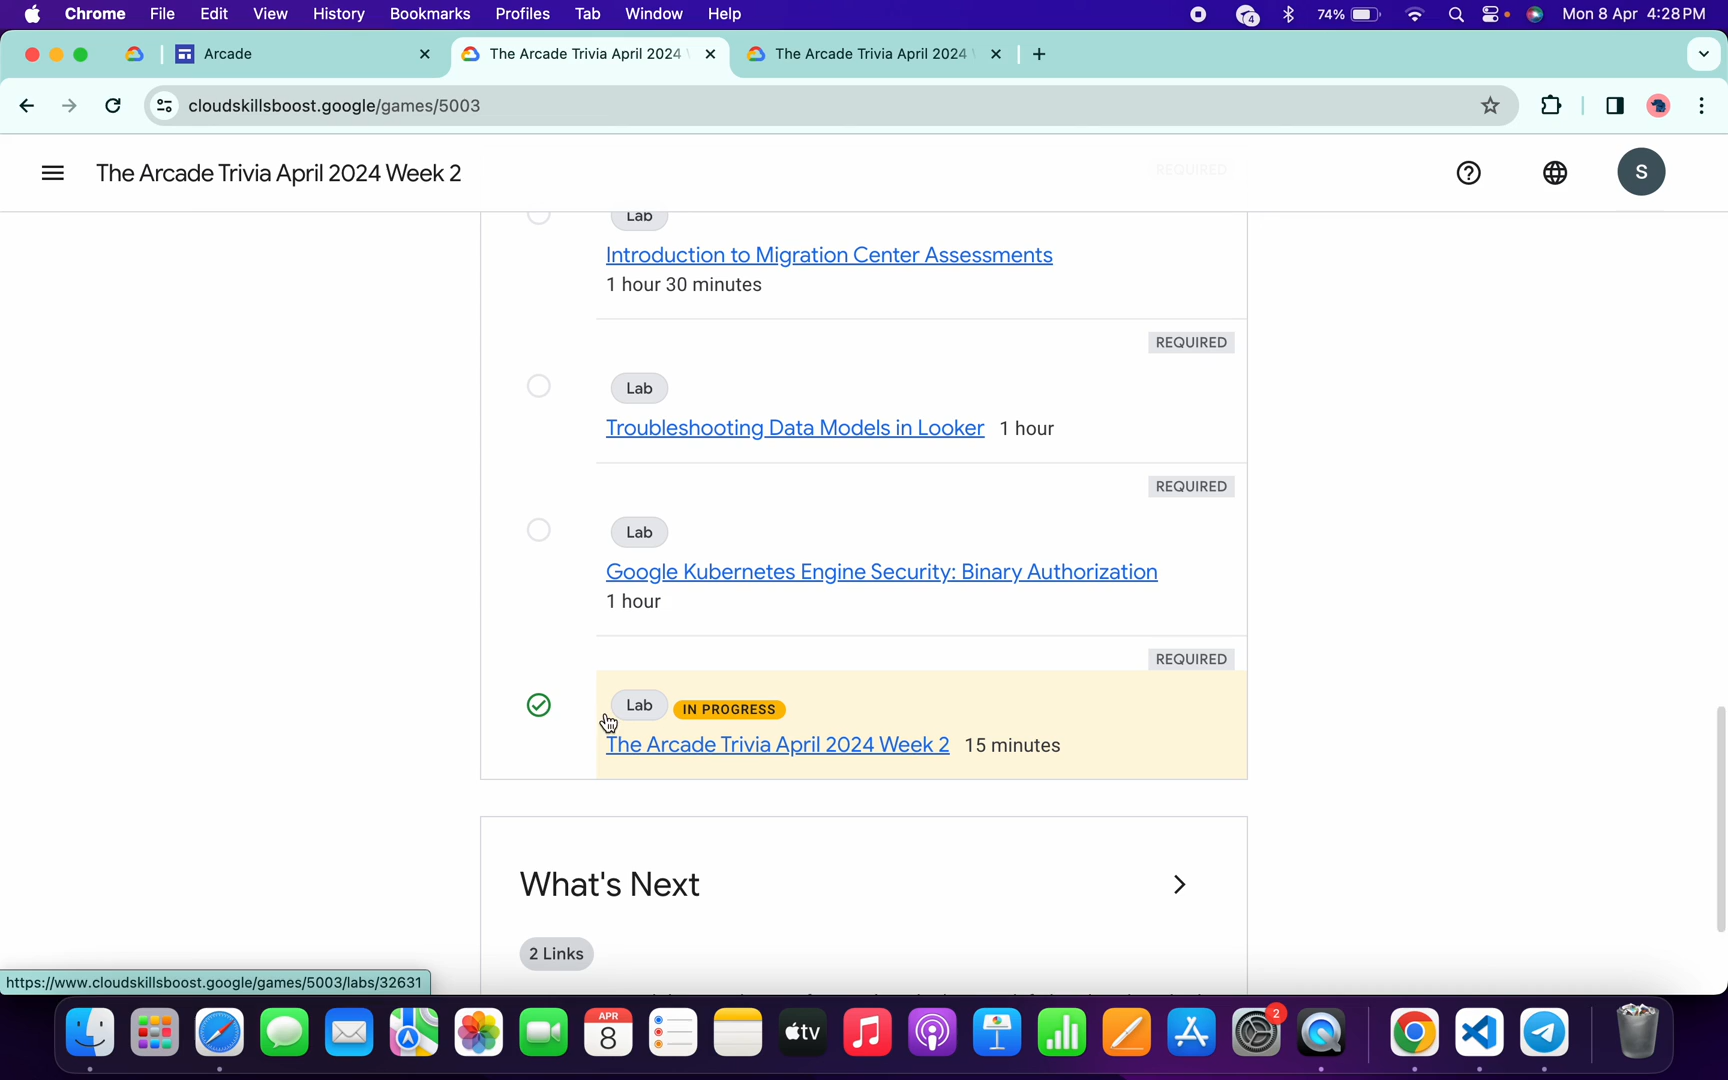 Chrome File Edit View History Bookmarks Profiles Tab Window Help 4 74% Mon 8 Apr 4:28 PM
Arcade The Arcade Trivia April 2024 The Arcade Trivia April 2024
cloudskillsboost.google/games/5003
The Arcade Trivia April 2024 Week 2 REQUIRED S
Lab
Introduction to Migration Center Assessments
1 hour 30 minutes
REQUIRED
Lab
Troubleshooting Data Models in Looker 1 hour
REQUIRED
Lab
Google Kubernetes Engine Security: Binary Authorization
1 hour
REQUIRED
Lab IN PROGRESS
The Arcade Trivia April 2024 Week 2 15 minutes
What's Next
2 Links
https://www.cloudskillsboost.google/games/5003/labs/32631
APR
8
tv
2